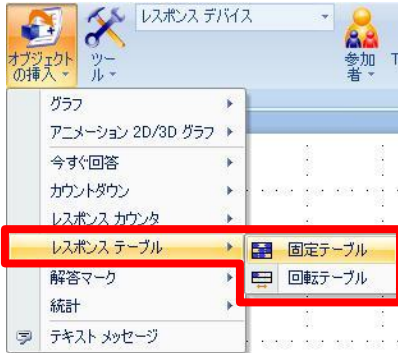 レスポンス デバイス
オブジェクト
の挿入
ツー
ル
参加
者
T
グラフ
アニメーション 2D/3D グラフ
今すぐ回答
カウントダウン
レスポンス カウンタ
レスポンス テーブル
固定テーブル
解答マーク
回転テーブル
統計
テキスト メッセージ